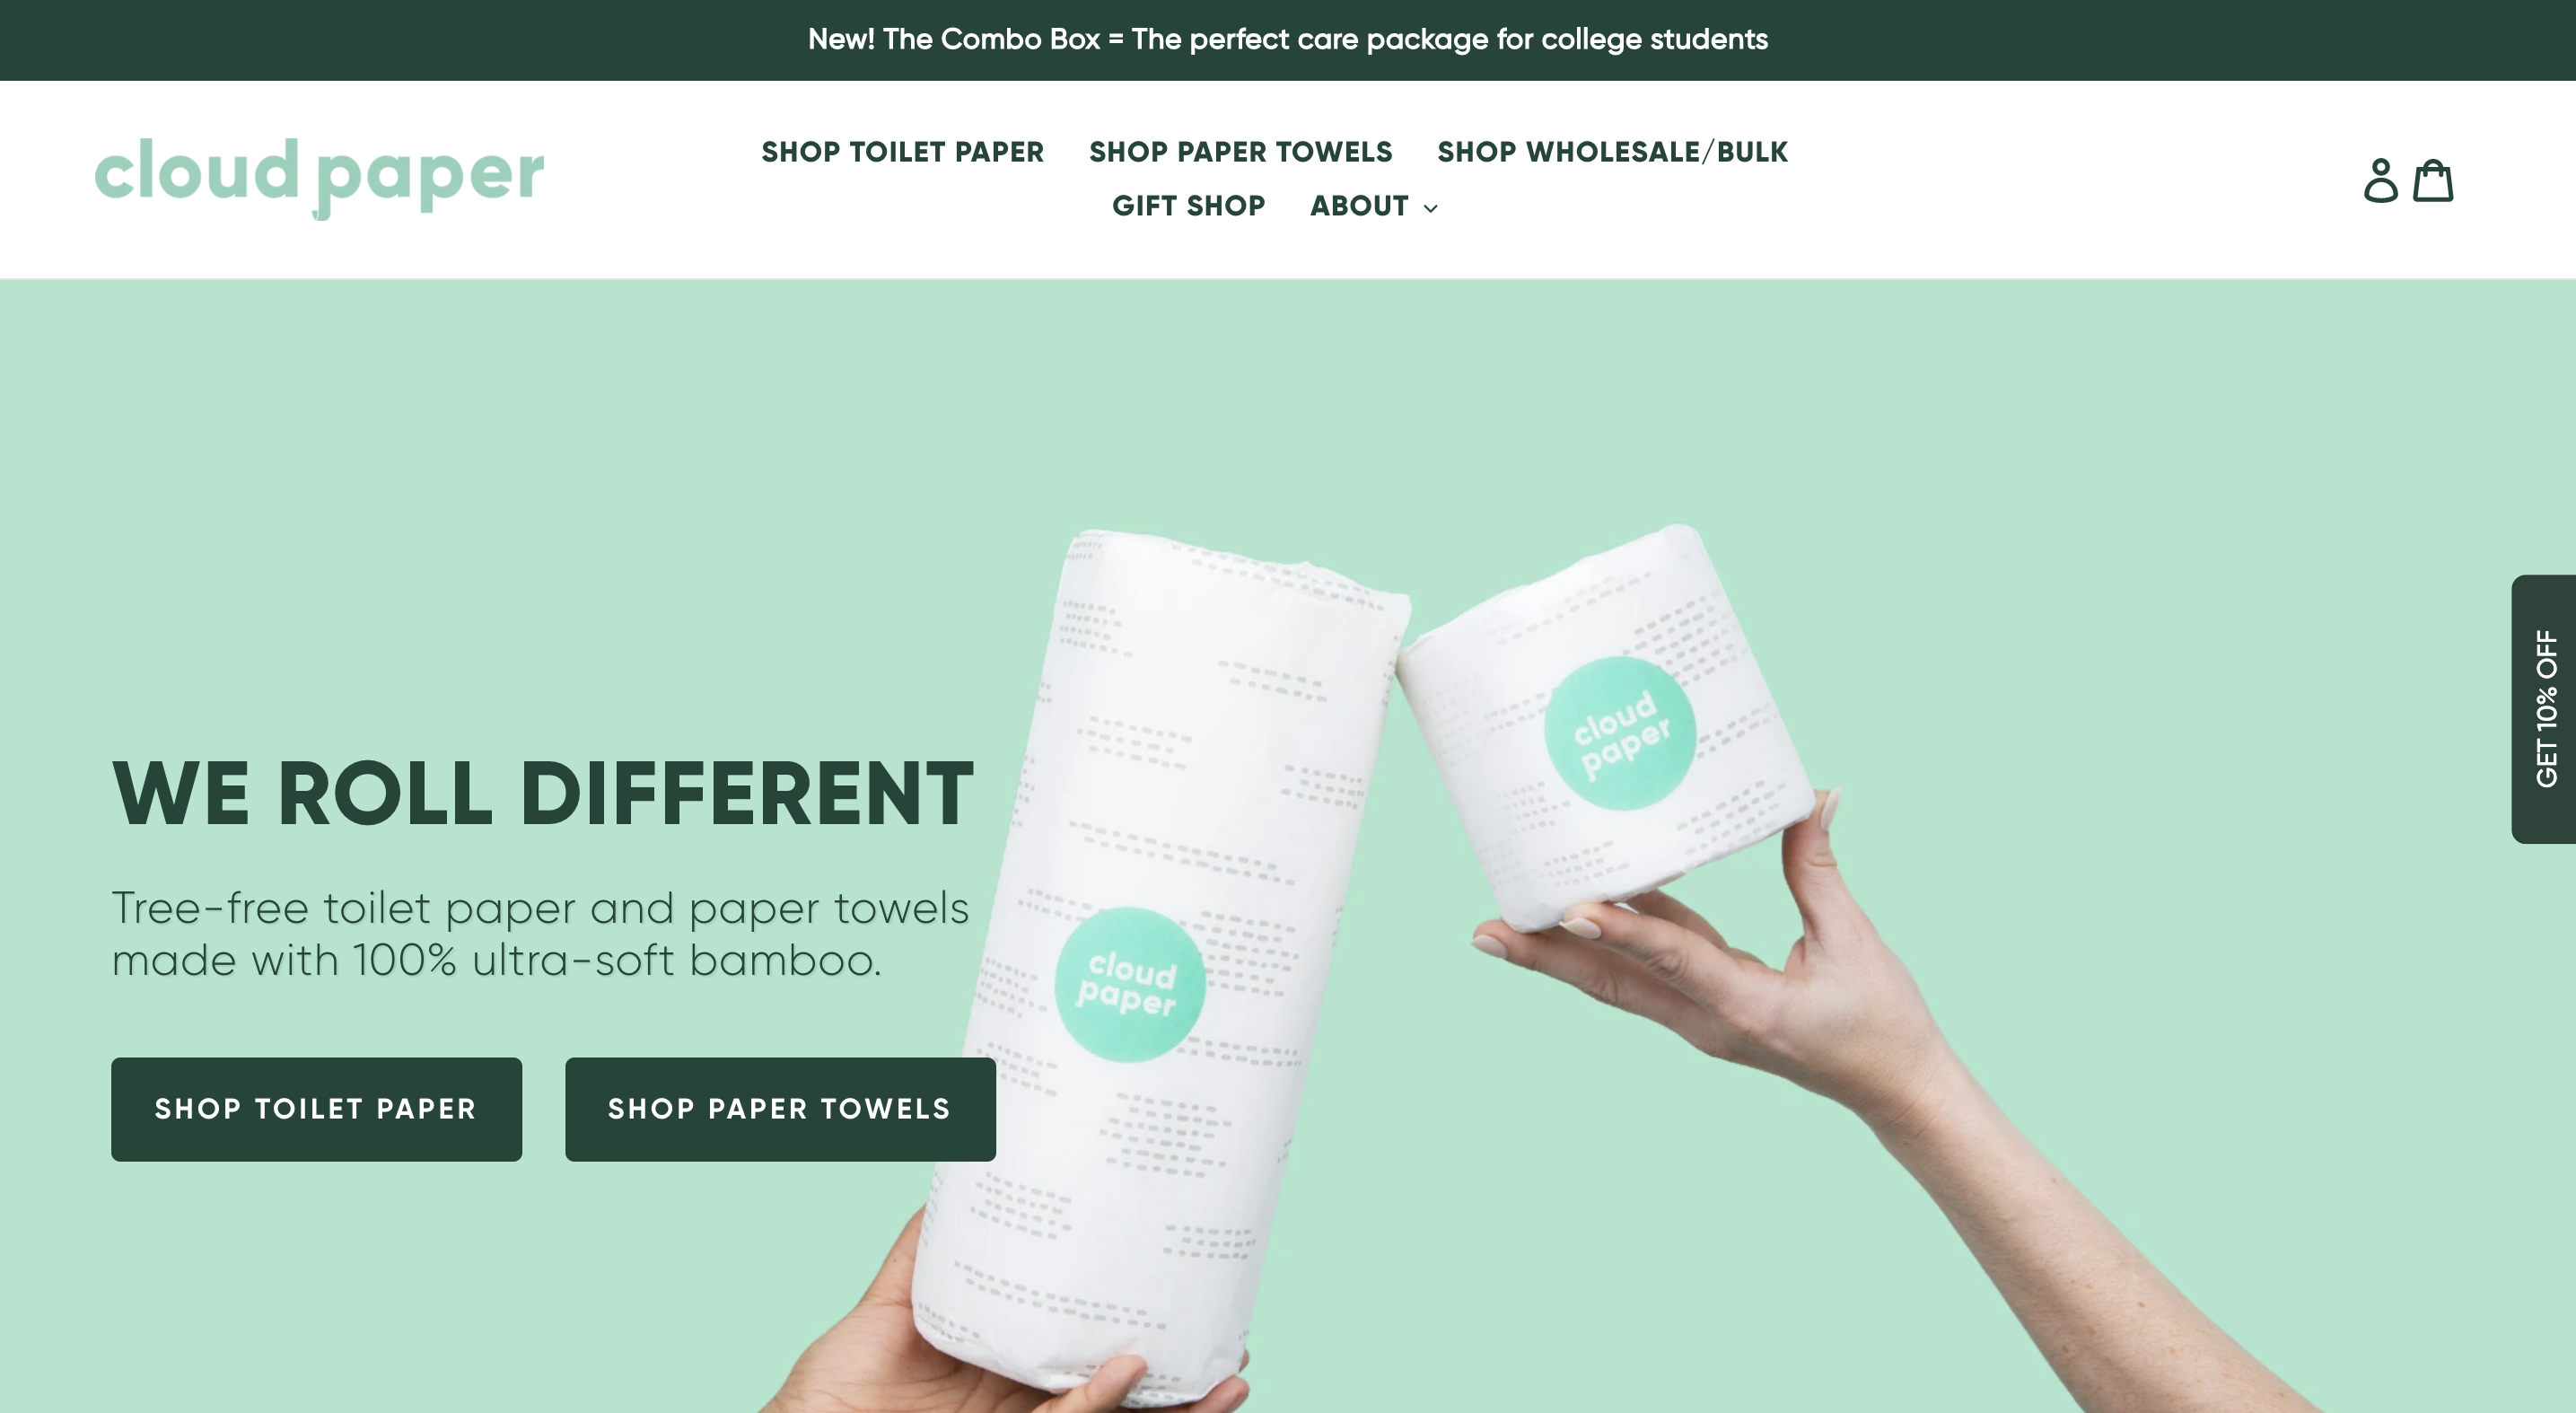 New! The Combo Box = The perfect care package for college students
cloud paper
SHOP TOILET PAPER SHOP PAPER TOWELS SHOP WHOLESALE/BULK
GIFT SHOP ABOUT
WE ROLL DIFFERENT
Tree-free toilet paper and paper towels
made with 100% ultra-soft bamboo.
SHOP TOILET PAPER
SHOP PAPER TOWELS
cloud
paper
cloud
paper
GET 10% OFF